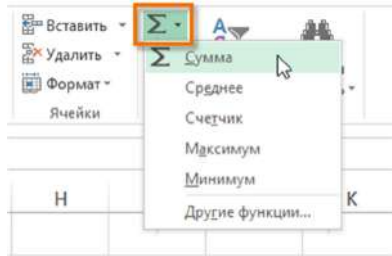 Вставить
Удалить
Формат
Ячейки
Σ
А
Я
Σ Сумма
Среднее
Счетчик
Максимум
Минимум
Другие функции...
H
K